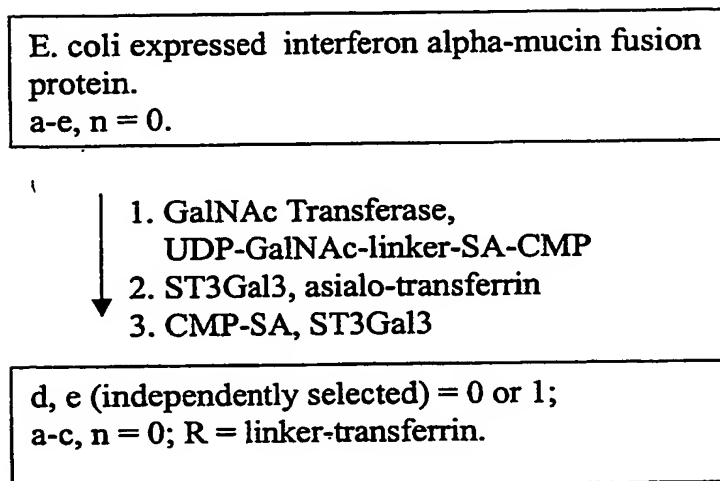 E. coli expressed interferon alpha-mucin fusion
protein.
a-e, n = 0.
1. GalNAc Transferase,
UDP-GalNAc-linker-SA-CMP
2. ST3Gal3, asialo-transferrin
3. CMP-SA, ST3Gal3
d, e (independently selected) = 0 or 1;
a-c, n = 0; R = linker-transferrin.